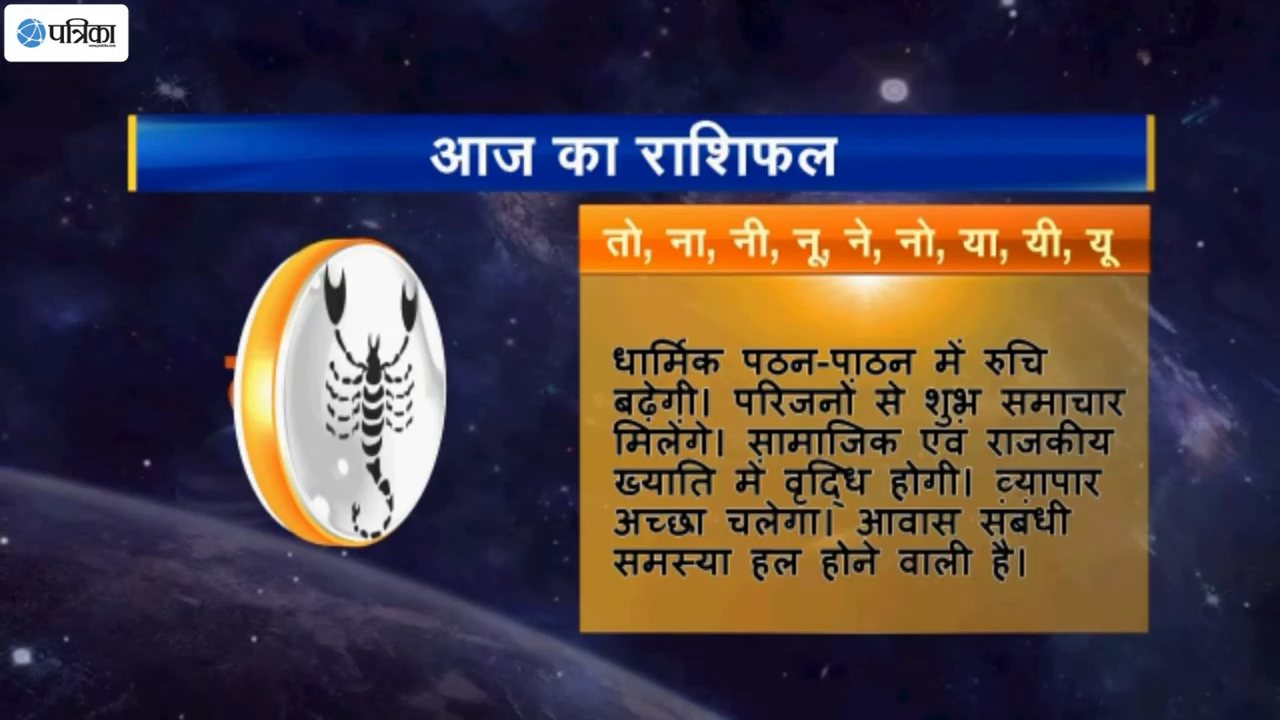 पत्रिका
आज का राशिफल
तो, ना, नी, नू, ने, नो, या, यी, यू
धार्मिक पठन-पाठन में रुचि
बढ़ेगी। परिजनों से शुभ समाचार
मिलेंगे। सामाजिक एवं राजकीय
ख्याति में वृद्धि होगी। व्यापार
अच्छा चलेगा। आवास संबंधी
समस्या हल होने वाली है।